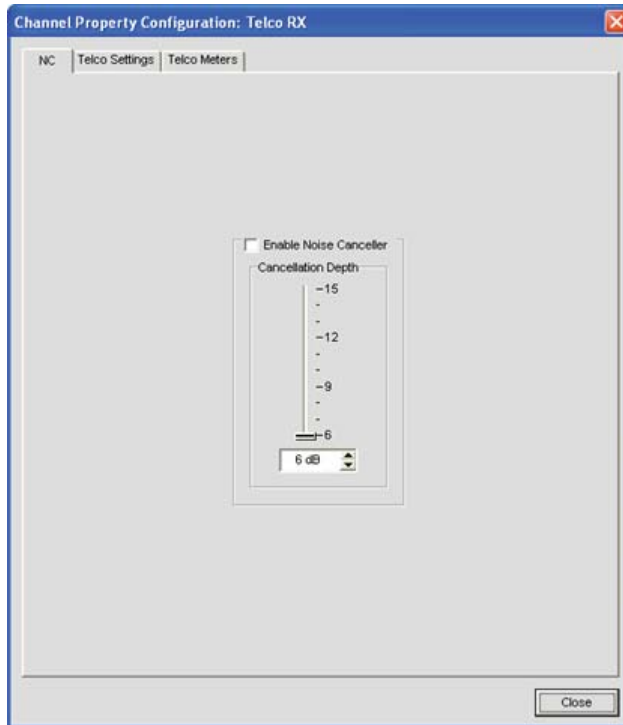 Channel Property Configuration: Telco RX
NC
Telco Settings
Telco Meters
Enable Noise Canceller
Cancellation Depth
15
12
9
6
6 dB
Close